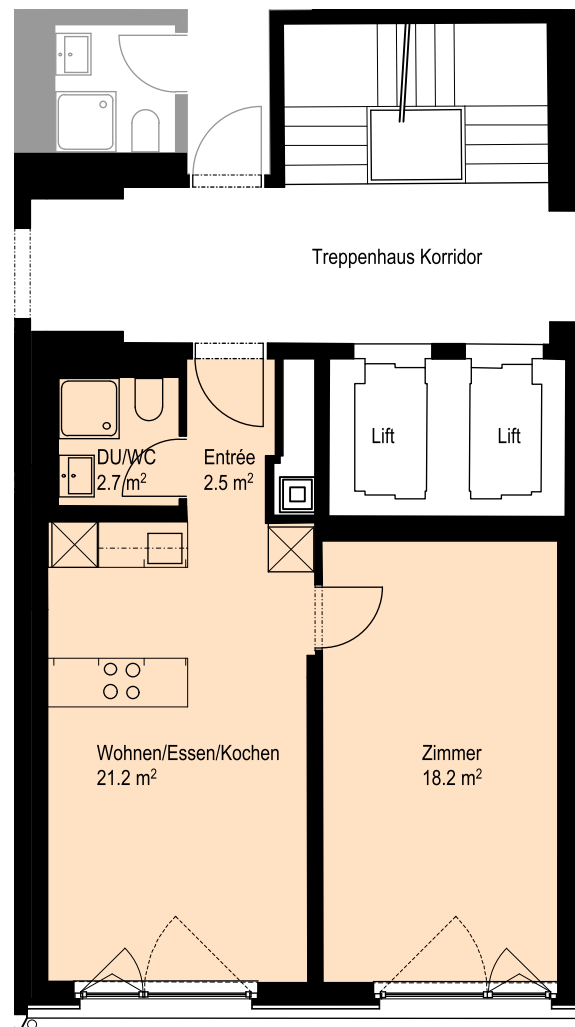 Treppenhaus Korridor
Lift
Lift
DU/WC
2.7 m²
Entrée
2.5 m²
Wohnen/Essen/Kochen
21.2 m²
Zimmer
18.2 m²